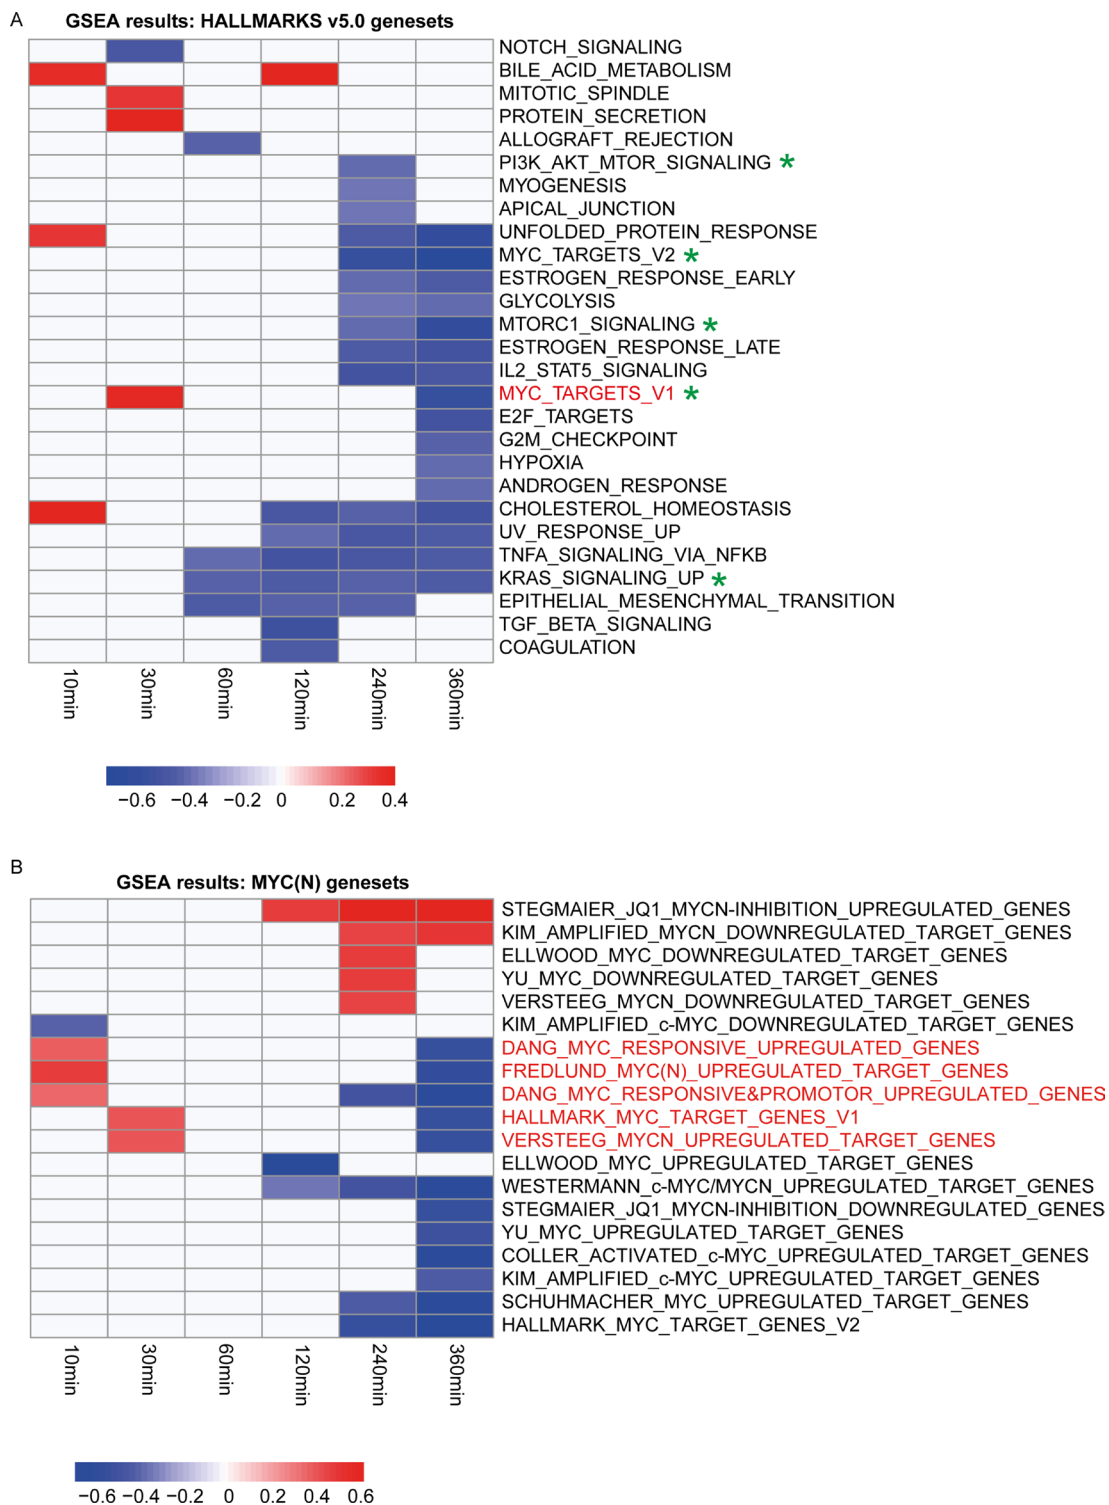 A
GSEA results: HALLMARKS v5.0 genesets
NOTCH_SIGNALING
BILE_ACID_METABOLISM
MITOTIC_SPINDLE
PROTEIN_SECRETION
ALLOGRAFT_REJECTION
PI3K_AKT_MTOR_SIGNALING *
MYOGENESIS
APICAL_JUNCTION
UNFOLDED_PROTEIN_RESPONSE
MYC_TARGETS_V2 *
ESTROGEN_RESPONSE_EARLY
GLYCOLYSIS
MTORC1_SIGNALING *
ESTROGEN_RESPONSE_LATE
IL2_STAT5_SIGNALING
MYC_TARGETS_V1 *
E2F_TARGETS
G2M_CHECKPOINT
HYPOXIA
ANDROGEN_RESPONSE
CHOLESTEROL_HOMEOSTASIS
UV_RESPONSE_UP
TNFA_SIGNALING_VIA_NFKB
KRAS_SIGNALING_UP *
EPITHELIAL_MESENCHYMAL_TRANSITION
TGF_BETA_SIGNALING
COAGULATION
10min 30min 60min 120min 240min 360min
−0.6 −0.4 −0.2 0 0.2 0.4
B
GSEA results: MYC(N) genesets
STEGMAIER_JQ1_MYCN-INHIBITION_UPREGULATED_GENES
KIM_AMPLIFIED_MYCN_DOWNREGULATED_TARGET_GENES
ELLWOOD_MYC_DOWNREGULATED_TARGET_GENES
YU_MYC_DOWNREGULATED_TARGET_GENES
VERSTEEG_MYCN_DOWNREGULATED_TARGET_GENES
KIM_AMPLIFIED_c-MYC_DOWNREGULATED_TARGET_GENES
DANG_MYC_RESPONSIVE_UPREGULATED_GENES
FREDLUND_MYC(N)_UPREGULATED_TARGET_GENES
DANG_MYC_RESPONSIVE&PROMOTOR_UPREGULATED_GENES
HALLMARK_MYC_TARGET_GENES_V1
VERSTEEG_MYCN_UPREGULATED_TARGET_GENES
ELLWOOD_MYC_UPREGULATED_TARGET_GENES
WESTERMANN_c-MYC/MYCN_UPREGULATED_TARGET_GENES
STEGMAIER_JQ1_MYCN-INHIBITION_DOWNREGULATED_GENES
YU_MYC_UPREGULATED_TARGET_GENES
COLLER_ACTIVATED_c-MYC_UPREGULATED_TARGET_GENES
KIM_AMPLIFIED_c-MYC_UPREGULATED_TARGET_GENES
SCHUHMACHER_MYC_UPREGULATED_TARGET_GENES
HALLMARK_MYC_TARGET_GENES_V2
10min 30min 60min 120min 240min 360min
−0.6 −0.4 −0.2 0 0.2 0.4 0.6